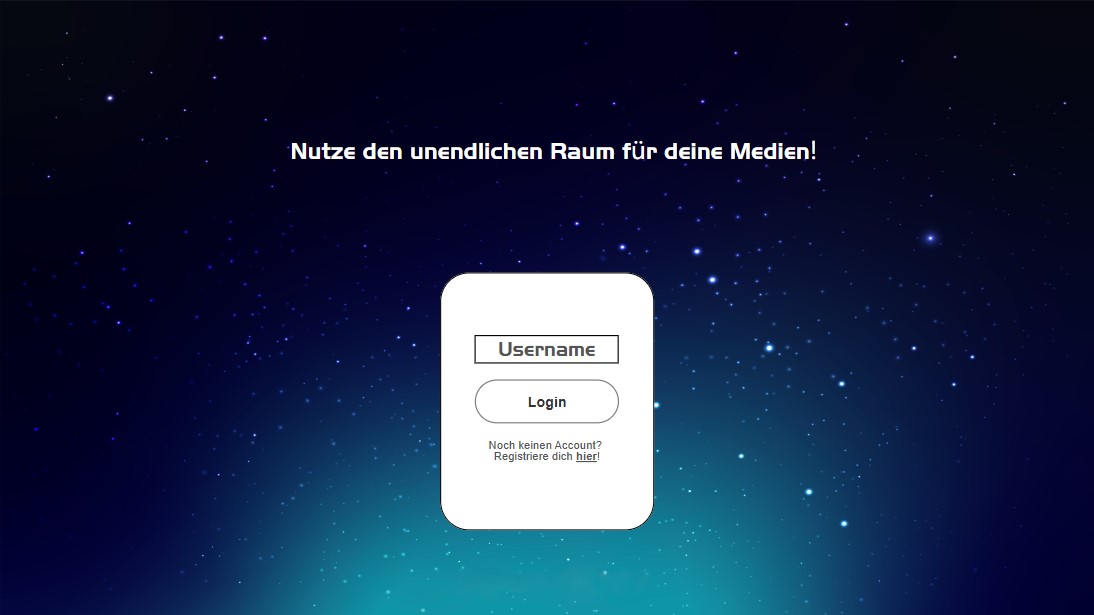 Nutze den unendlichen Raum für deine Medien!
Username
Login
Noch keinen Account?
Registriere dich hier!